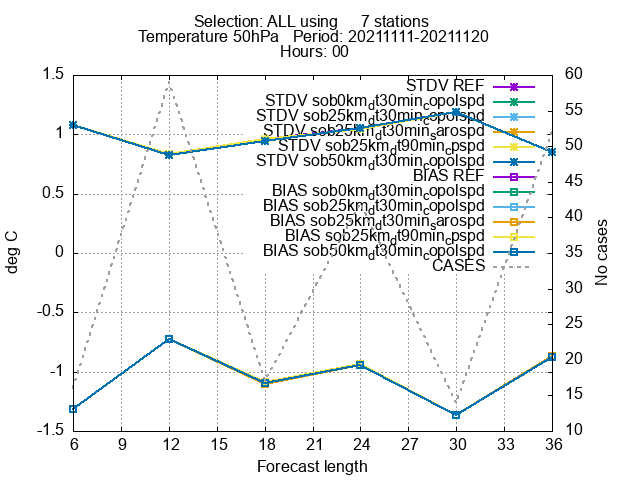 Selection: ALL using 7 stations
Temperature 50hPa Period: 20211111-20211120
Hours: 00
STDV REF
STDV sob0km_dt30min_copolspd
STDV sob25km_dt30min_copolspd
STDV sob25km_dt30min_sarospd
STDV sob25km_dt90min_cpspd
STDV sob50km_dt30min_copolspd
BIAS REF
BIAS sob0km_dt30min_copolspd
BIAS sob25km_dt30min_copolspd
BIAS sob25km_dt30min_sarospd
BIAS sob25km_dt90min_cpspd
BIAS sob50km_dt30min_copolspd
CASES
1.5
1
0.5
0
-0.5
-1
-1.5
deg C
60
55
50
45
40
35
30
25
20
15
10
No cases
6 9 12 15 18 21 24 27 30 33 36
Forecast length